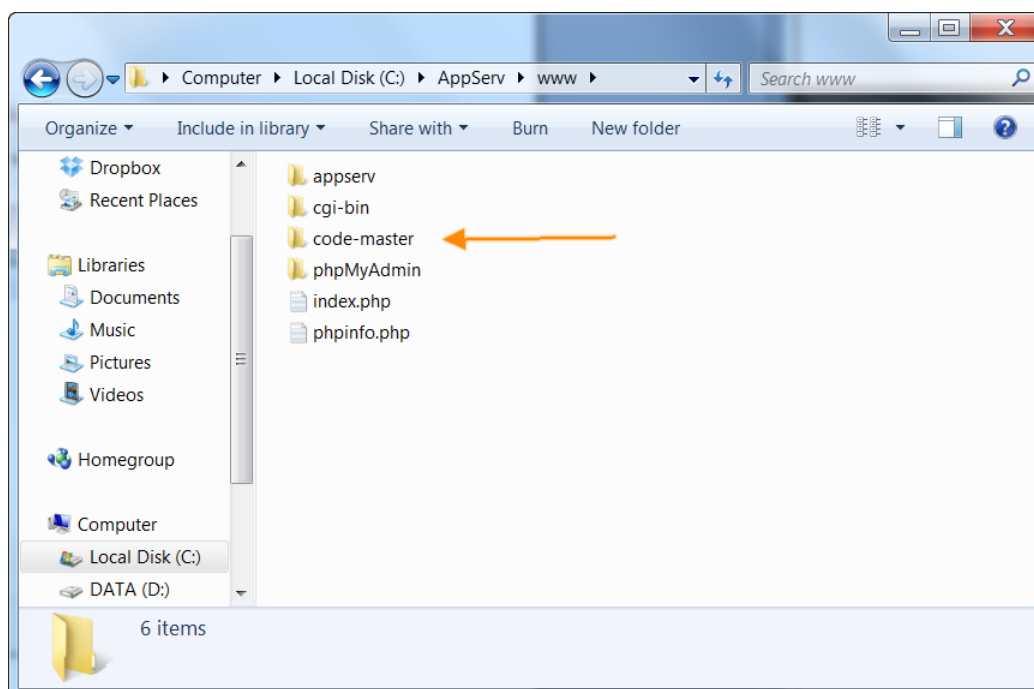 Computer Local Disk (C:) AppServ www Search www
Organize Include in library Share with Burn New folder
Dropbox
Recent Places
Libraries
Documents
Music
Pictures
Videos
Homegroup
Computer
Local Disk (C:)
DATA (D:)
appserv
cgi-bin
code-master
phpMyAdmin
index.php
phpinfo.php
6 items